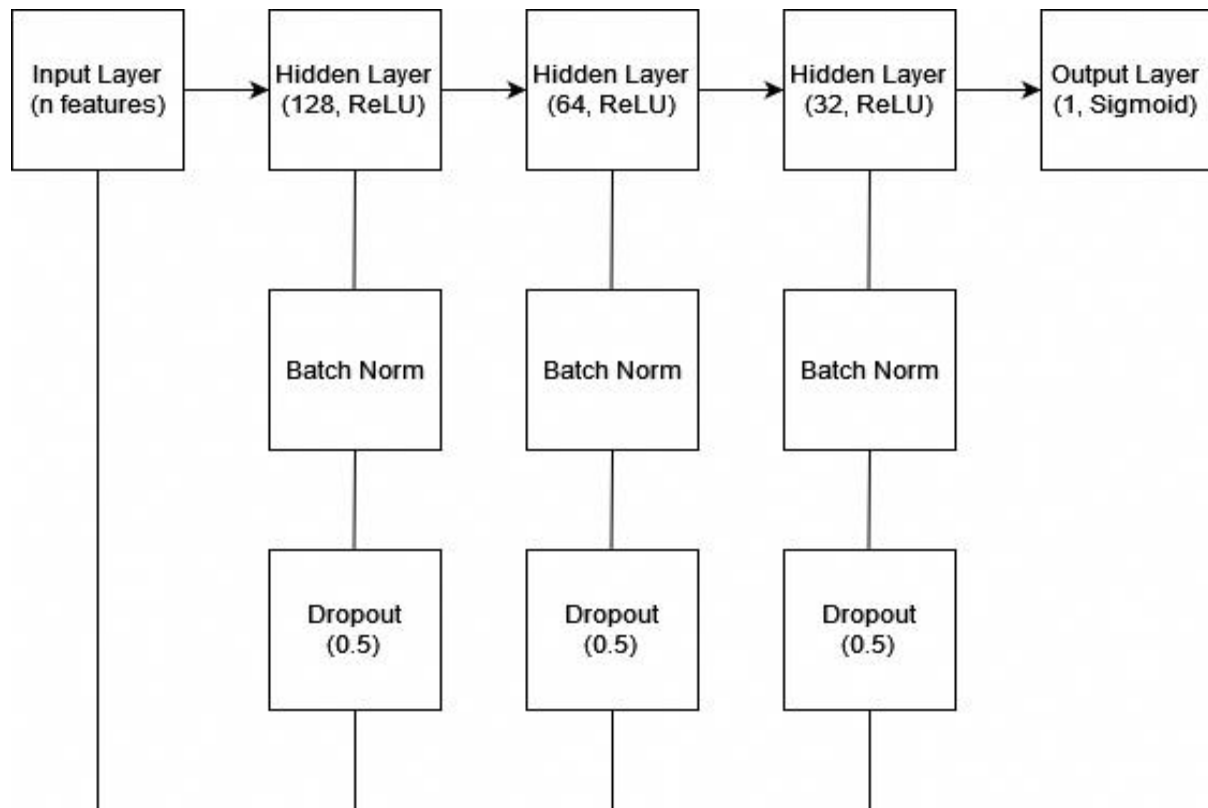 Input Layer
(n features)
Hidden Layer
(128, ReLU)
Hidden Layer
(64, ReLU)
Hidden Layer
(32, ReLU)
Output Layer
(1, Sigmoid)
Batch Norm
Batch Norm
Batch Norm
Dropout
(0.5)
Dropout
(0.5)
Dropout
(0.5)